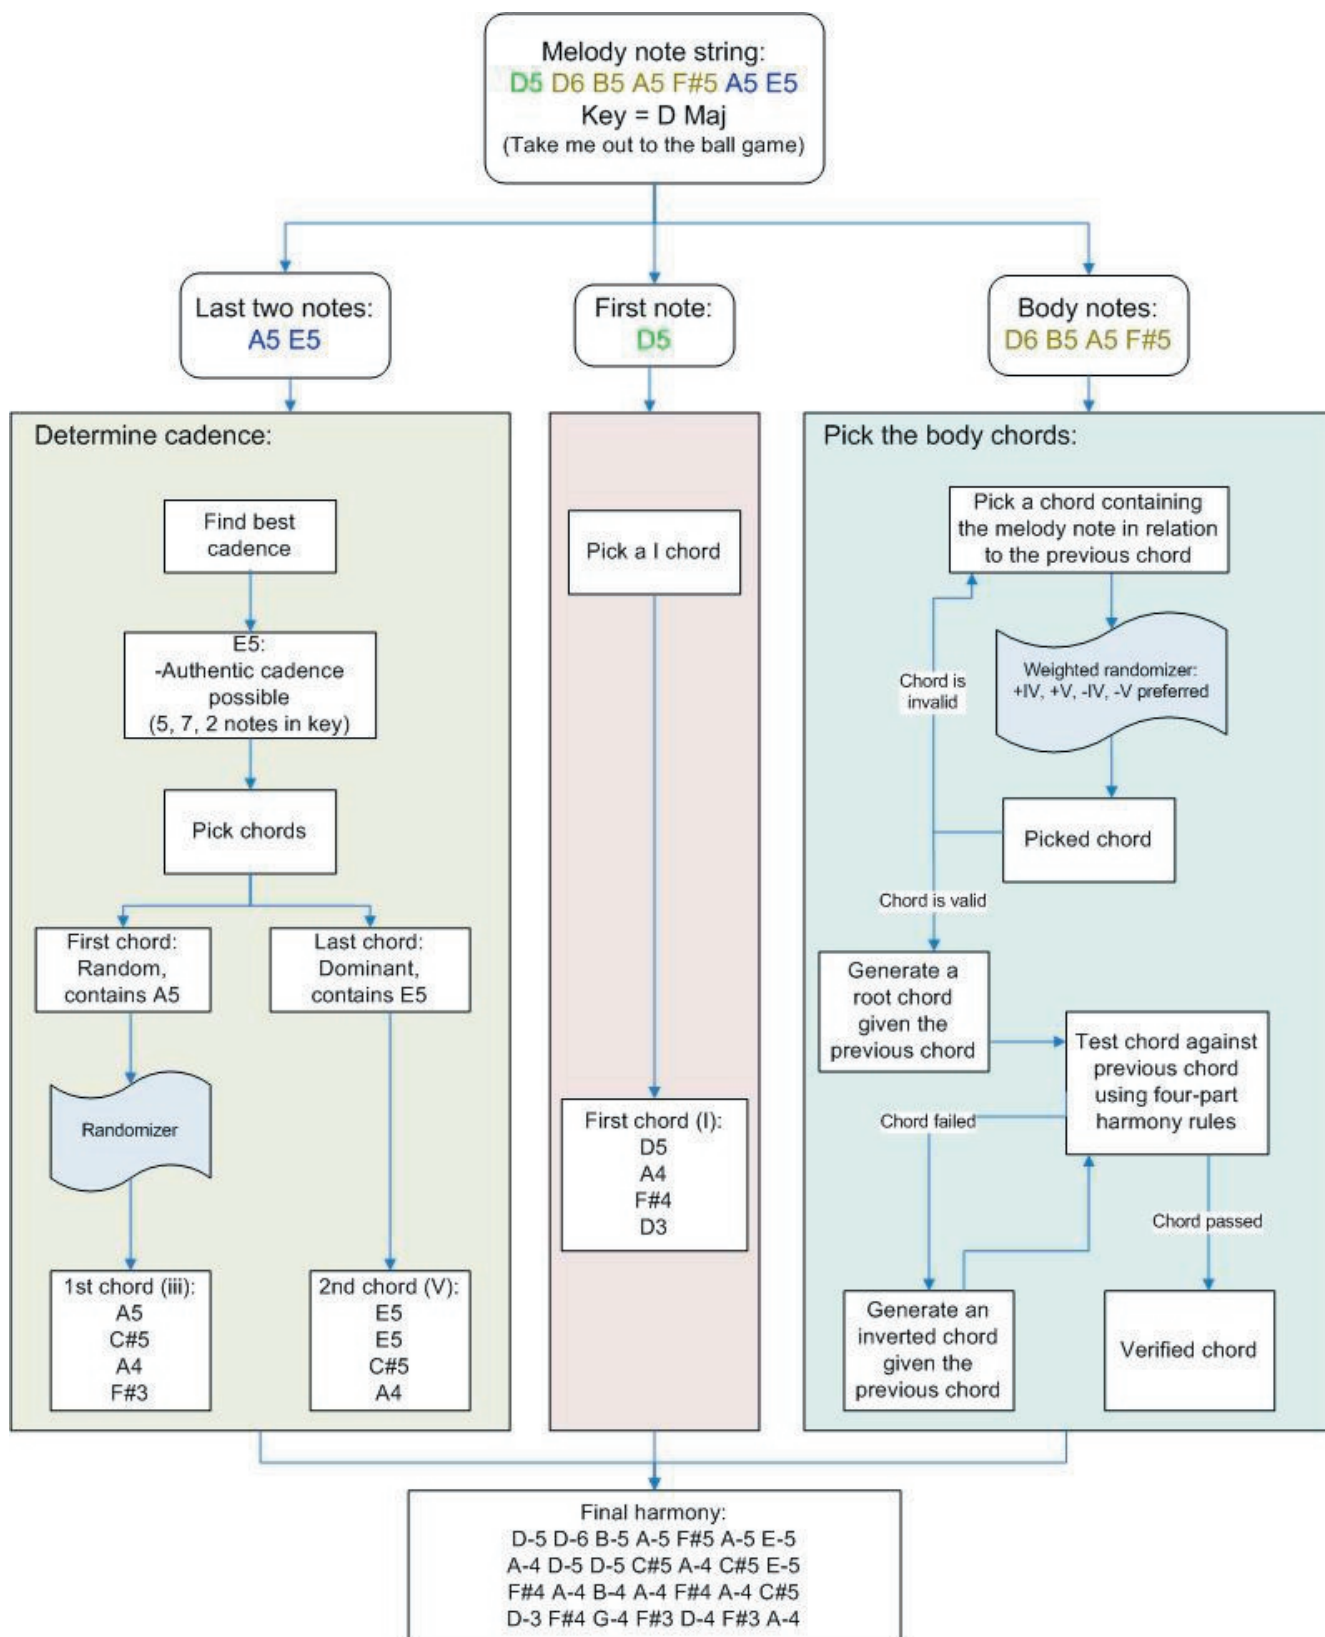 Melody note string:
D5 D6 B5 A5 F#5 A5 E5
Key = D Maj
(Take me out to the ball game)
Last two notes:
A5 E5
First note:
D5
Body notes:
D6 B5 A5 F#5
Determine cadence:
Find best
cadence
E5:
-Authentic cadence
possible
(5, 7, 2 notes in key)
Pick chords
First chord:
Random,
contains A5
Last chord:
Dominant,
contains E5
Randomizer
1st chord (iii):
A5
C#5
A4
F#3
2nd chord (V):
E5
E5
C#5
A4
Pick a I chord
First chord (I):
D5
A4
F#4
D3
Pick the body chords:
Pick a chord containing
the melody note in relation
to the previous chord
Weighted randomizer:
+IV, +V, -IV, -V preferred
Chord is
invalid
Picked chord
Chord is valid
Generate a
root chord
given the
previous chord
Test chord against
previous chord
using four-part
harmony rules
Chord failed
Chord passed
Generate an
inverted chord
given the
previous chord
Verified chord
Final harmony:
D-5 D-6 B-5 A-5 F#5 A-5 E-5
A-4 D-5 D-5 C#5 A-4 C#5 E-5
F#4 A-4 B-4 A-4 F#4 A-4 C#5
D-3 F#4 G-4 F#3 D-4 F#3 A-4